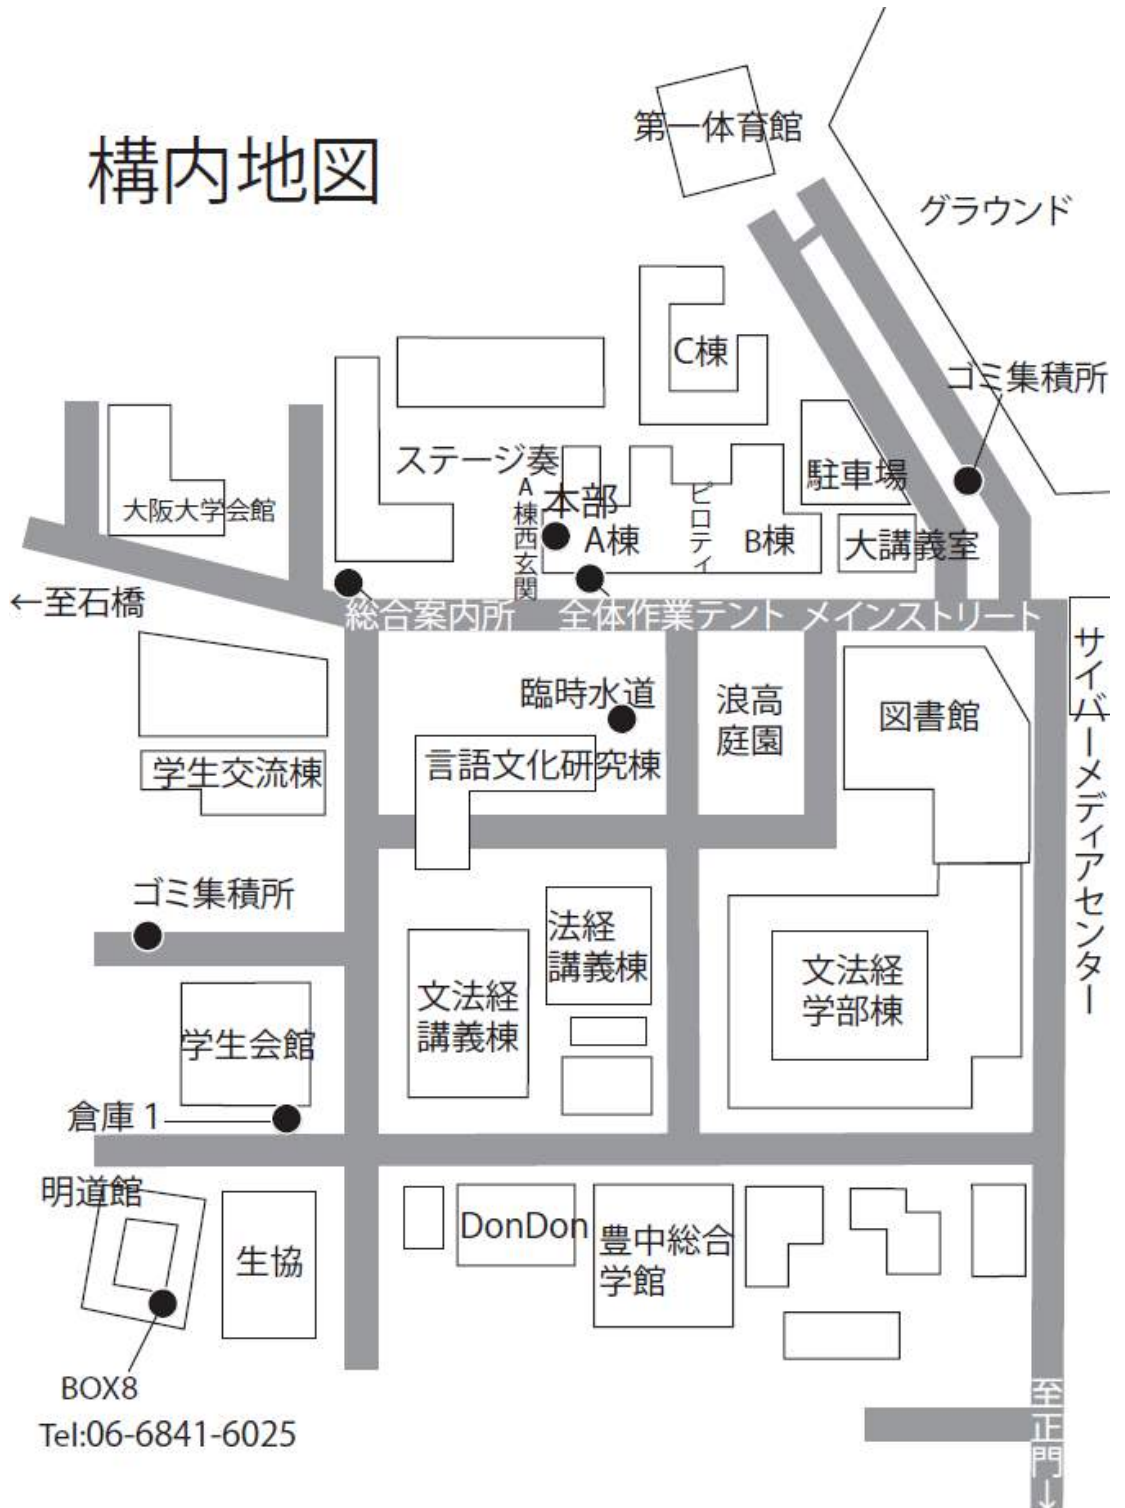 構内地図
第一体育館
グラウンド
C棟
ゴミ集積所
ステージ奏
駐車場
大阪大学会館
A棟西玄関
本部
A棟
ピロティ
B棟
大講義室
←至石橋
総合案内所
全体作業テント
メインストリート
サイバーメディアセンター
臨時水道
浪高
庭園
図書館
言語文化研究棟
学生交流棟
ゴミ集積所
法経
講義棟
文法経
講義棟
文法経
学部棟
学生会館
倉庫 1
明道館
生協
DonDon
豊中総合
学館
BOX8
Tel:06-6841-6025
至正門↓